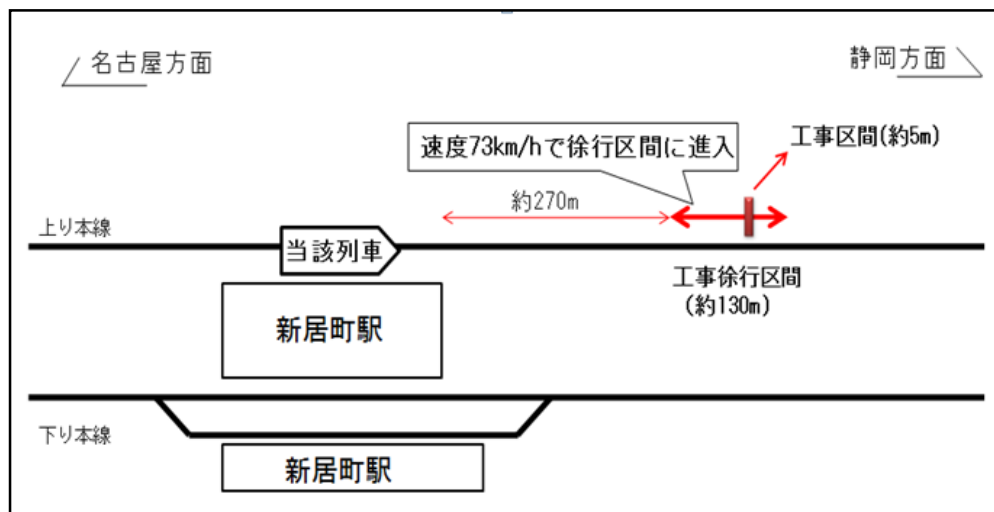 名古屋方面
静岡方面
速度73km/hで徐行区間に進入
工事区間(約5m)
約270m
上り本線
当該列車
工事徐行区間
(約130m)
新居町駅
下り本線
新居町駅